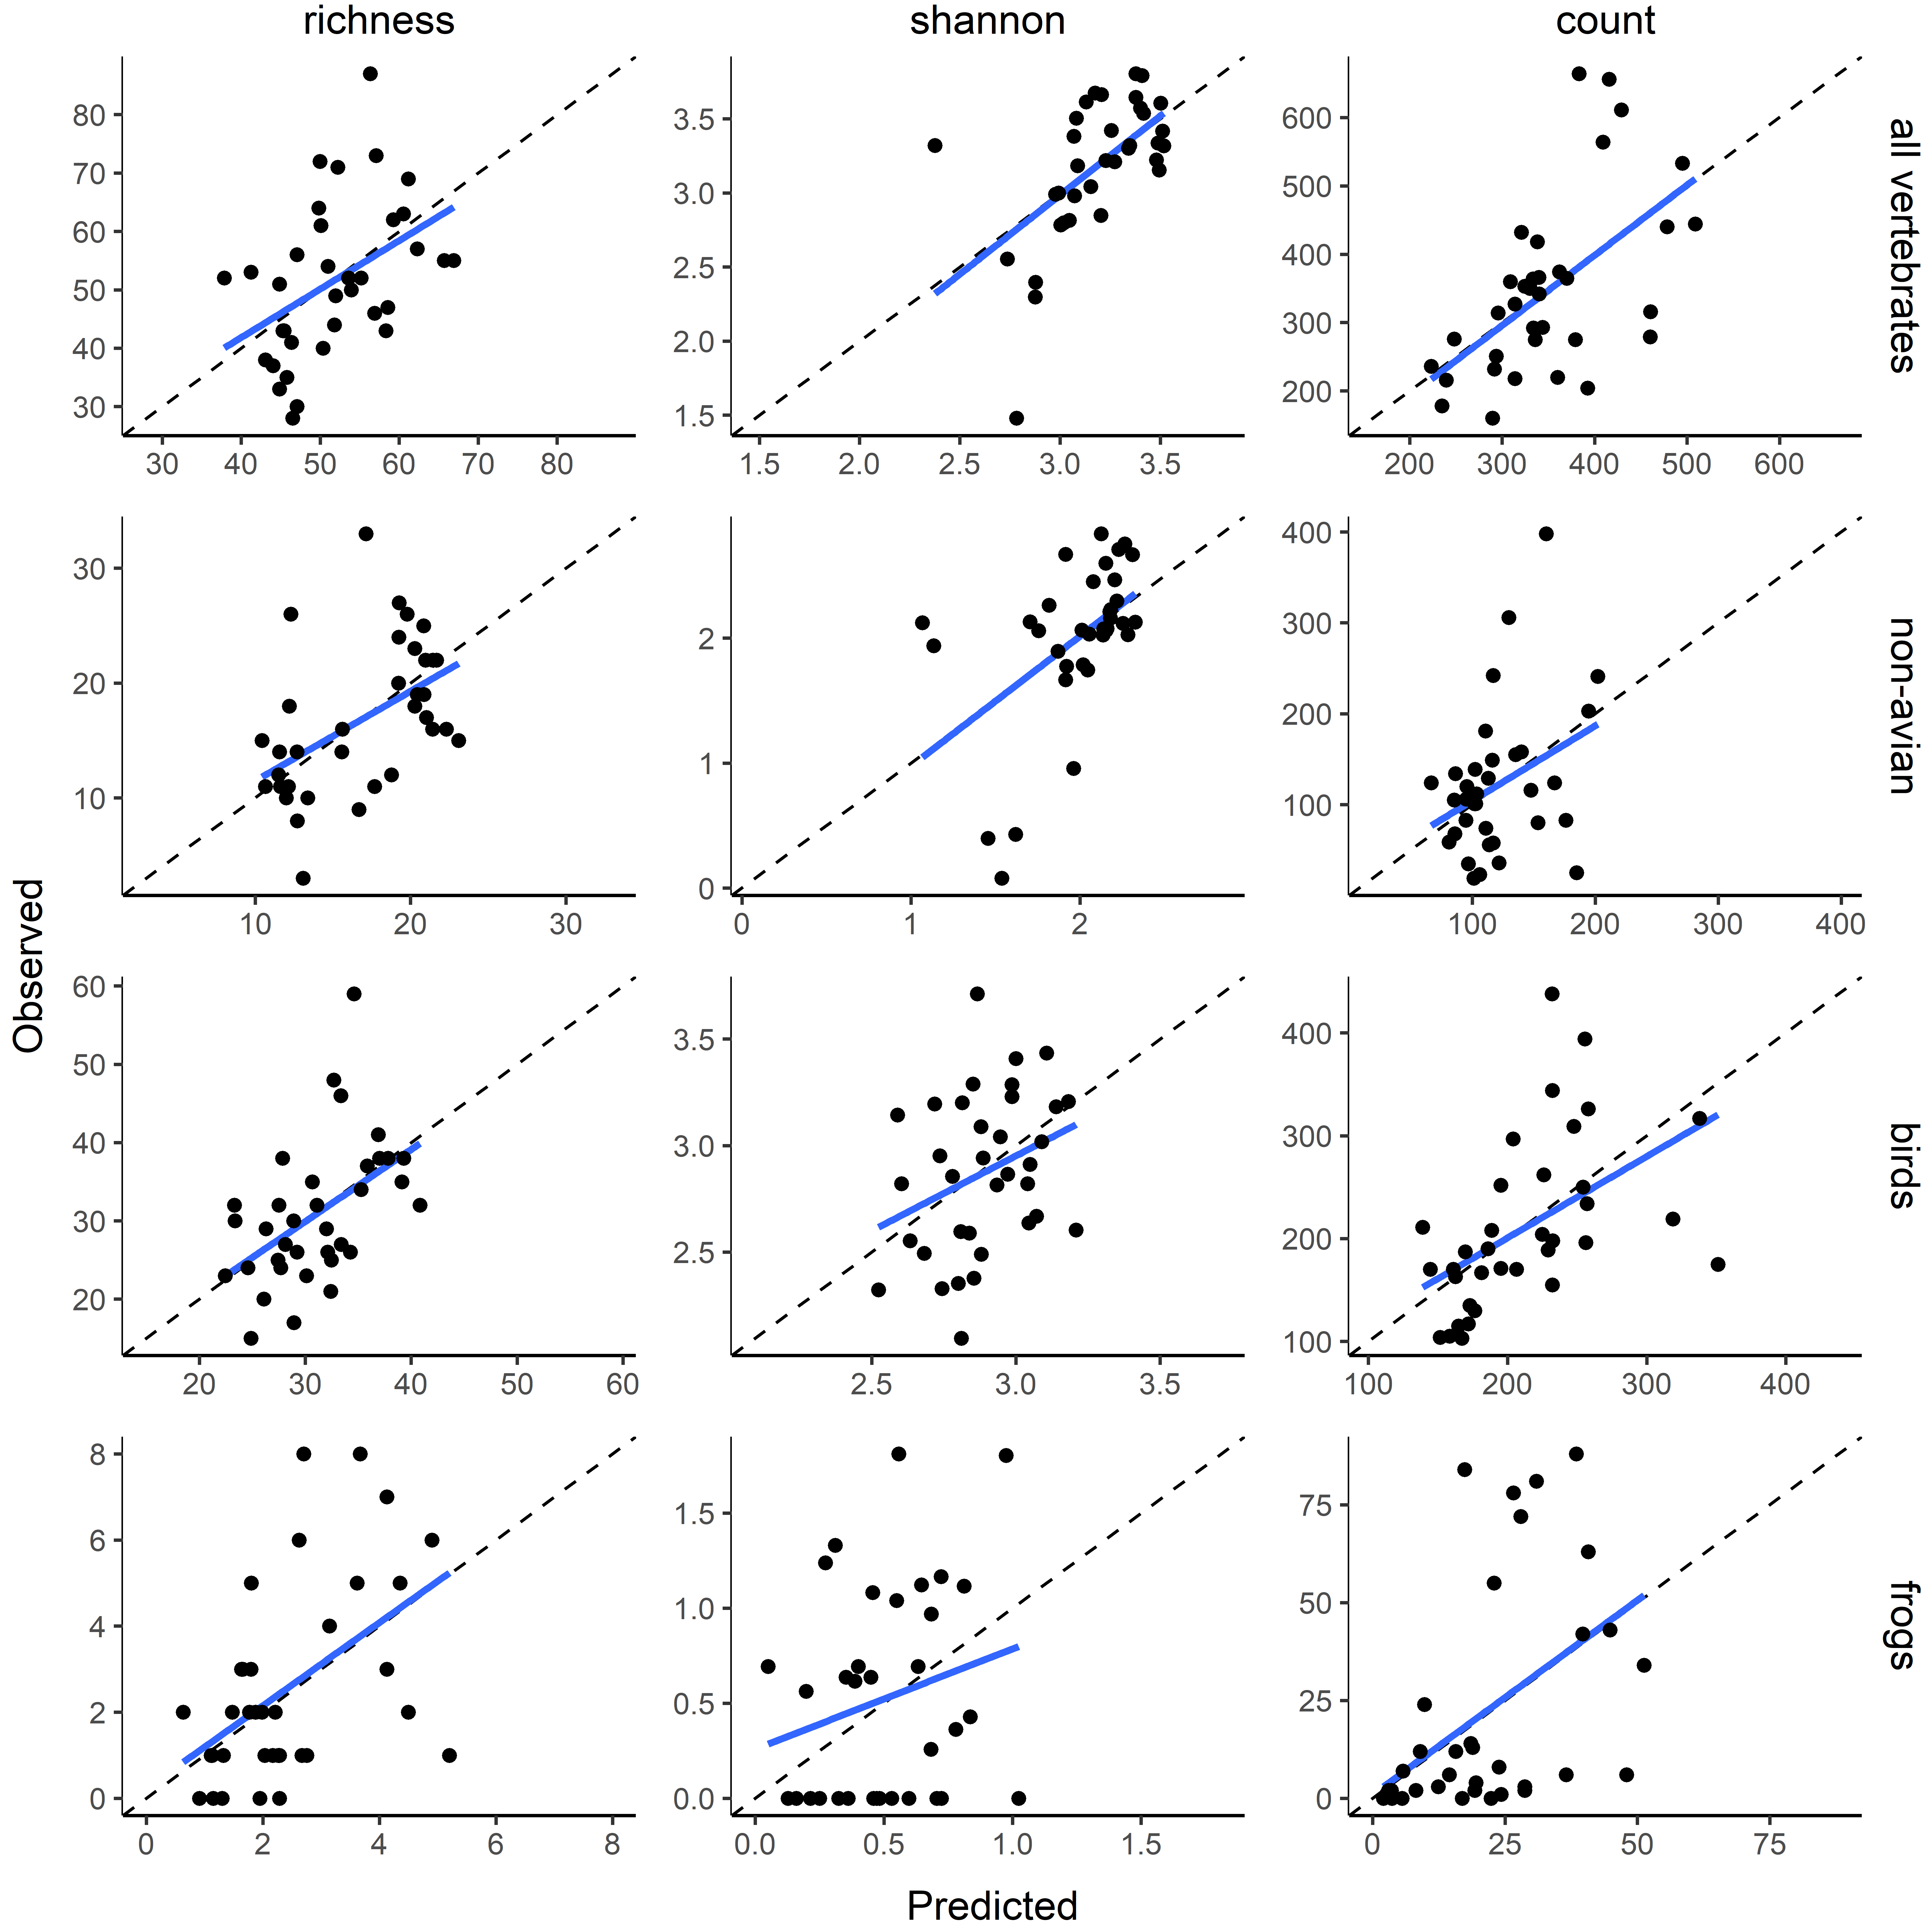 richness shannon count
80
70
60
50
40
30
30 40 50 60 70 80
3.5
3.0
2.5
2.0
1.5
1.5 2.0 2.5 3.0 3.5
600
500
400
300
200
200 300 400 500 600
all vertebrates
30
20
10
10 20 30
2
1
0
0 1 2
400
300
200
100
100 200 300 400
non-avian
Observed
60
50
40
30
20
20 30 40 50 60
3.5
3.0
2.5
2.5 3.0 3.5
400
300
200
100
100 200 300 400
birds
8
6
4
2
0
0 2 4 6 8
1.5
1.0
0.5
0.0
0.0 0.5 1.0 1.5
75
50
25
0
0 25 50 75
frogs
Predicted